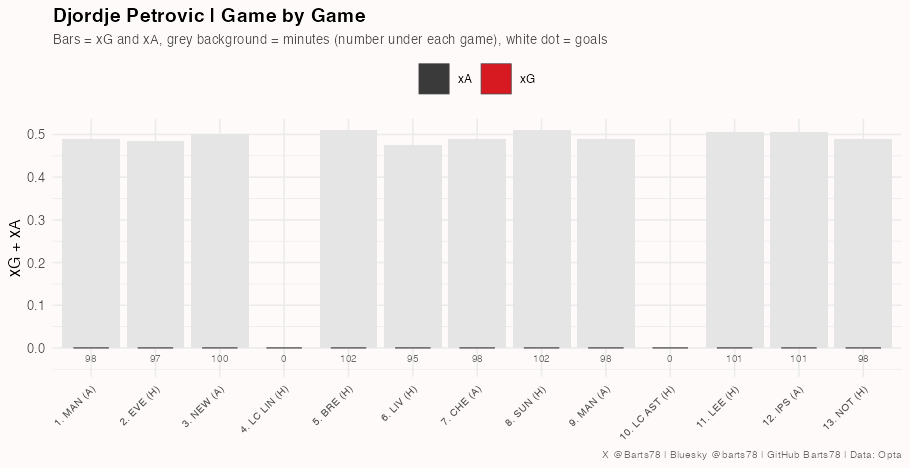 Djordje Petrovic | Game by Game
Bars = xG and xA, grey background = minutes (number under each game), white dot = goals
xA xG
xG + xA
0.5
0.4
0.3
0.2
0.1
0.0
98 97 100 0 102 95 98 102 98 0 101 101 98
1. MAN (A)
2. EVE (H)
3. NEW (A)
4. LC LIN (H)
5. BRE (H)
6. LIV (H)
7. CHE (A)
8. SUN (H)
9. MAN (A)
10. LC AST (H)
11. LEE (H)
12. IPS (A)
13. NOT (H)
X @Barts78 | Bluesky @barts78 | GitHub Barts78 | Data: Opta